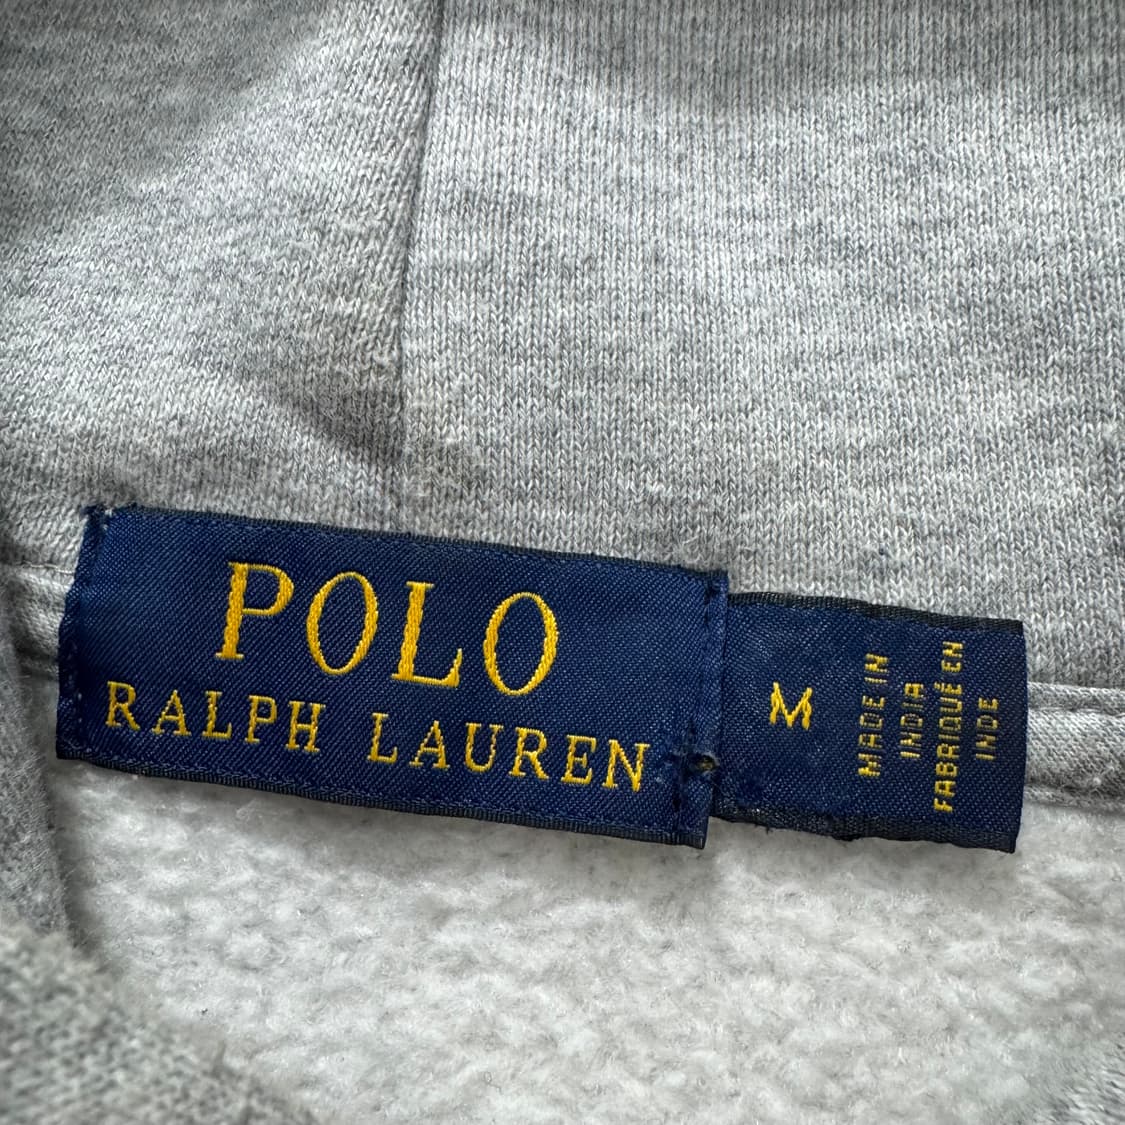 POLO
RALPH LAUREN
M
MADE IN
INDIA
FABRIQUÉ EN
INDE